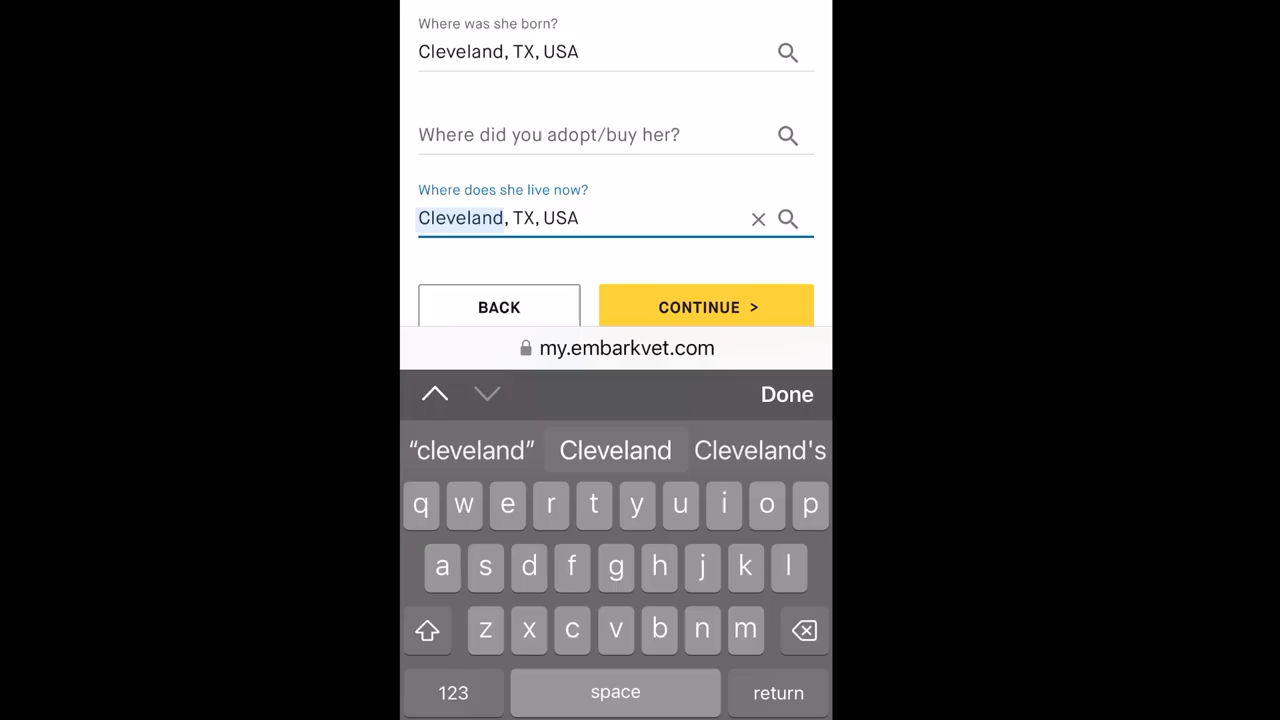 Where was she born?
Cleveland, TX, USA
Where did you adopt/buy her?
Where does she live now?
Cleveland, TX, USA
BACK
CONTINUE >
my.embarkvet.com
Done
“cleveland” Cleveland Cleveland's
q w e r t y u i o p
a s d f g h j k l
z x c v b n m
123 space return